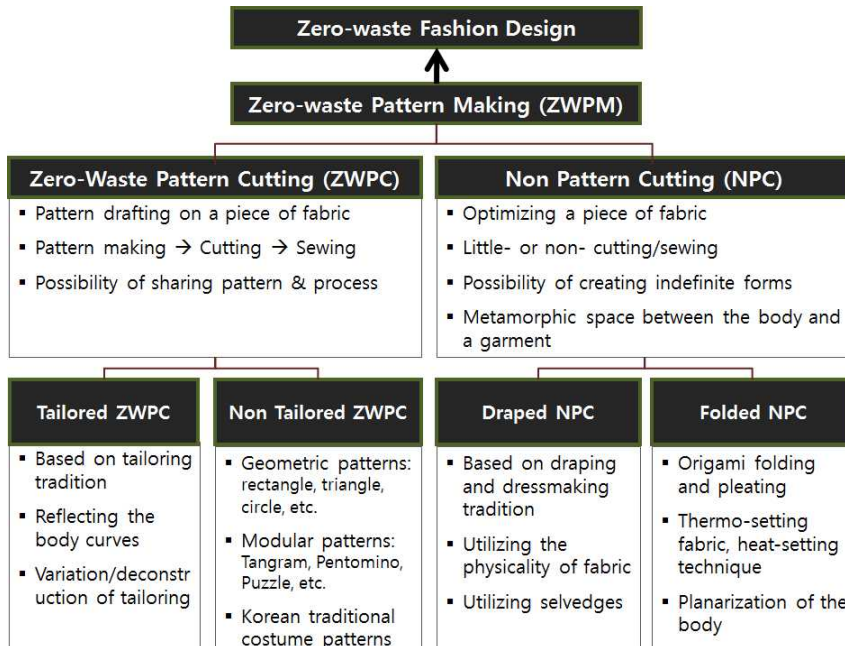 Zero-waste Fashion Design
Zero-waste Pattern Making (ZWPM)
Zero-Waste Pattern Cutting (ZWPC)
▪ Pattern drafting on a piece of fabric
▪ Pattern making → Cutting → Sewing
▪ Possibility of sharing pattern & process
Non Pattern Cutting (NPC)
▪ Optimizing a piece of fabric
▪ Little- or non- cutting/sewing
▪ Possibility of creating indefinite forms
▪ Metamorphic space between the body and
a garment
Tailored ZWPC
▪ Based on tailoring
tradition
▪ Reflecting the
body curves
▪ Variation/deconstr
uction of tailoring
Non Tailored ZWPC
▪ Geometric patterns:
rectangle, triangle,
circle, etc.
▪ Modular patterns:
Tangram, Pentomino,
Puzzle, etc.
▪ Korean traditional
costume patterns
Draped NPC
▪ Based on draping
and dressmaking
tradition
▪ Utilizing the
physicality of fabric
▪ Utilizing selvedges
Folded NPC
▪ Origami folding
and pleating
▪ Thermo-setting
fabric, heat-setting
technique
▪ Planarization of the
body